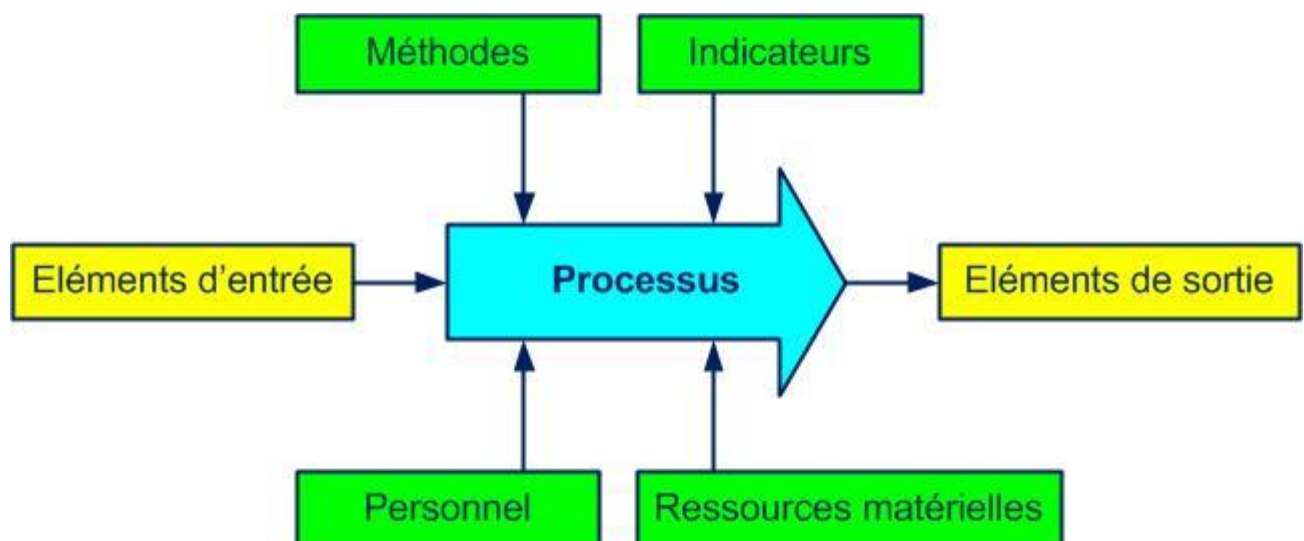 Méthodes
Indicateurs
Eléments d'entrée
Processus
Eléments de sortie
Personnel
Ressources matérielles